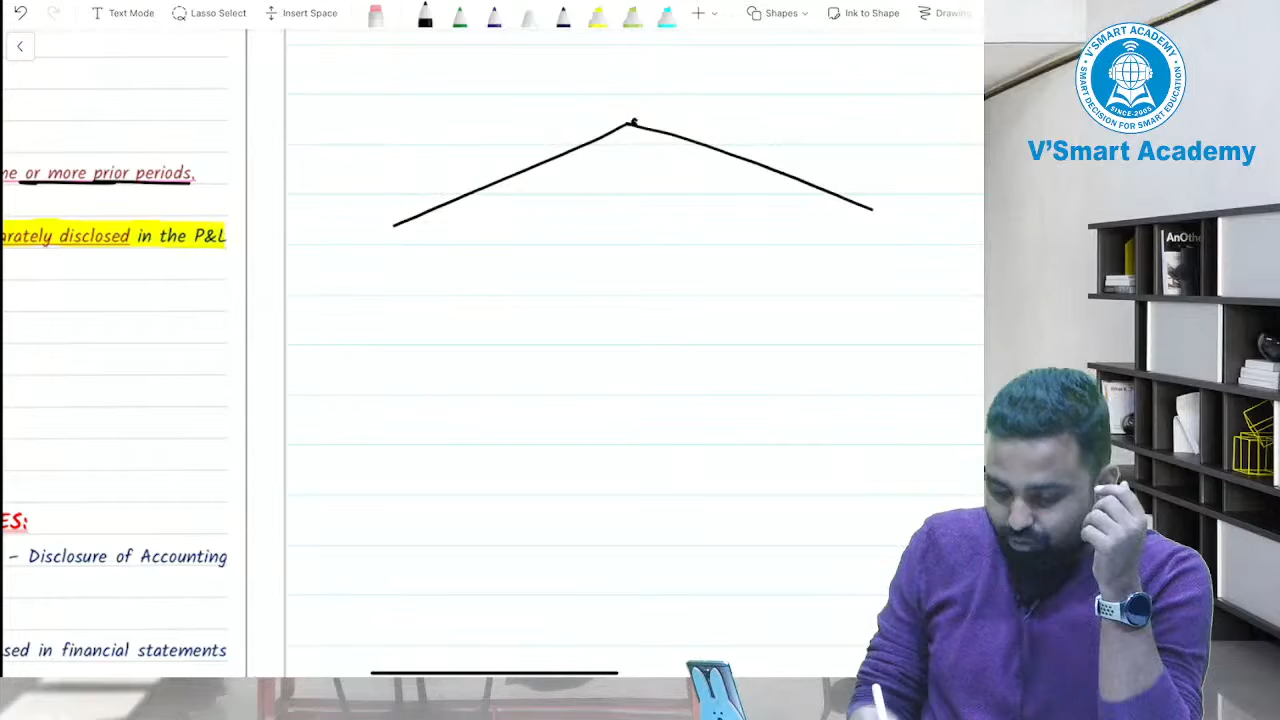 Text Mode
Lasso Select
Insert Space
Shapes
Ink to Shape
Drawing
ne or more prior periods.
arately disclosed in the P&L
ES:
- Disclosure of Accounting
sed in financial statements
V'SMART ACADEMY
SMART DECISION FOR SMART EDUCATION
SINCE-2005
V'Smart Academy
AnOthe